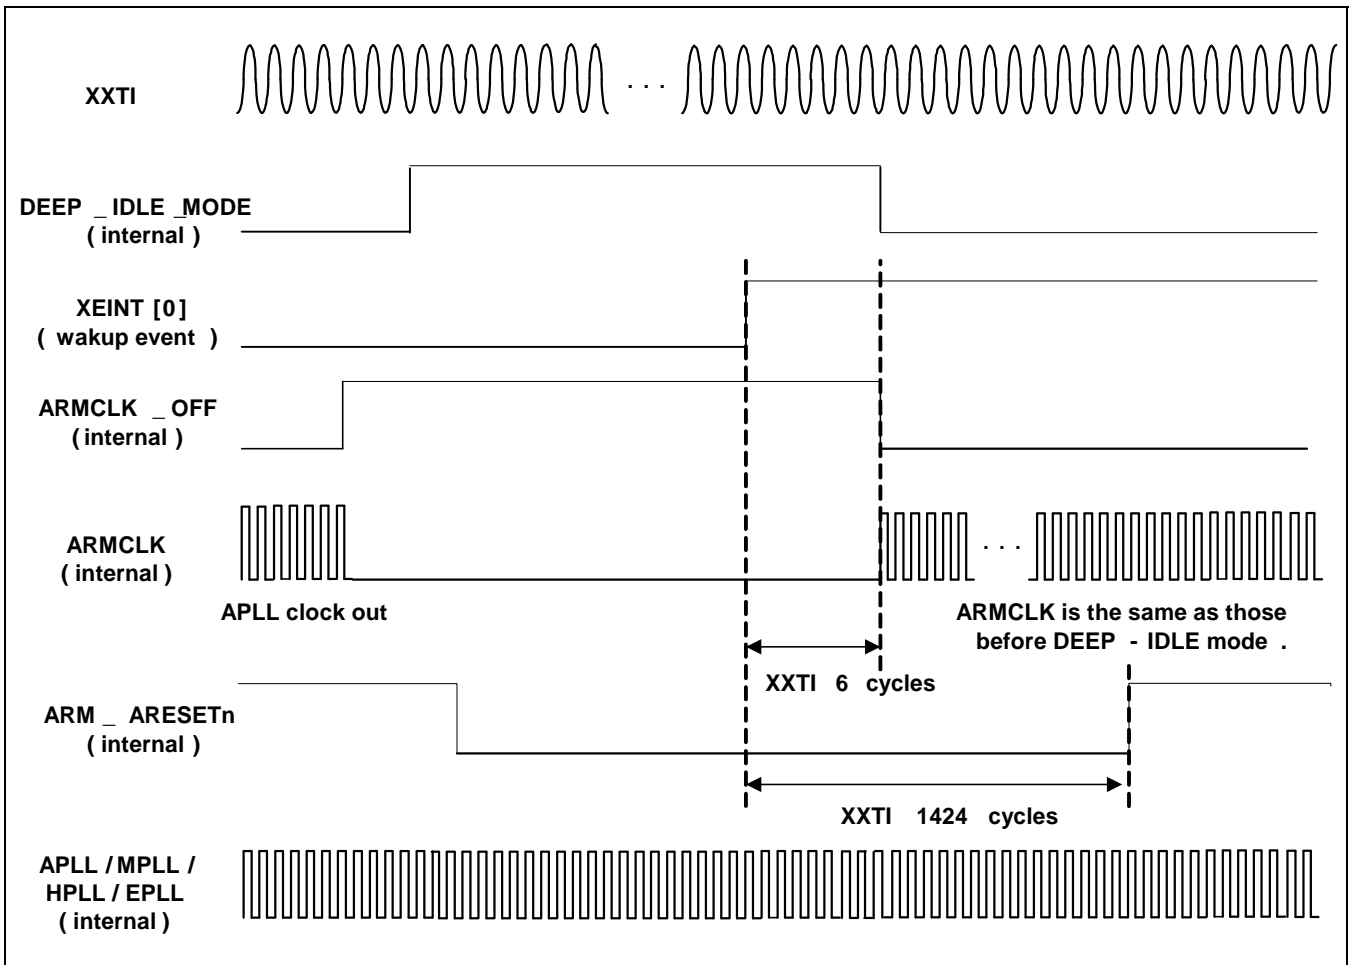 XXTI
. . .
DEEP _ IDLE _MODE
( internal )
XEINT [0]
( wakup event )
ARMCLK _ OFF
( internal )
ARMCLK
( internal )
. . .
APLL clock out
ARMCLK is the same as those
before DEEP - IDLE mode .
XXTI 6 cycles
ARM _ ARESETn
( internal )
XXTI 1424 cycles
APLL / MPLL /
HPLL / EPLL
( internal )